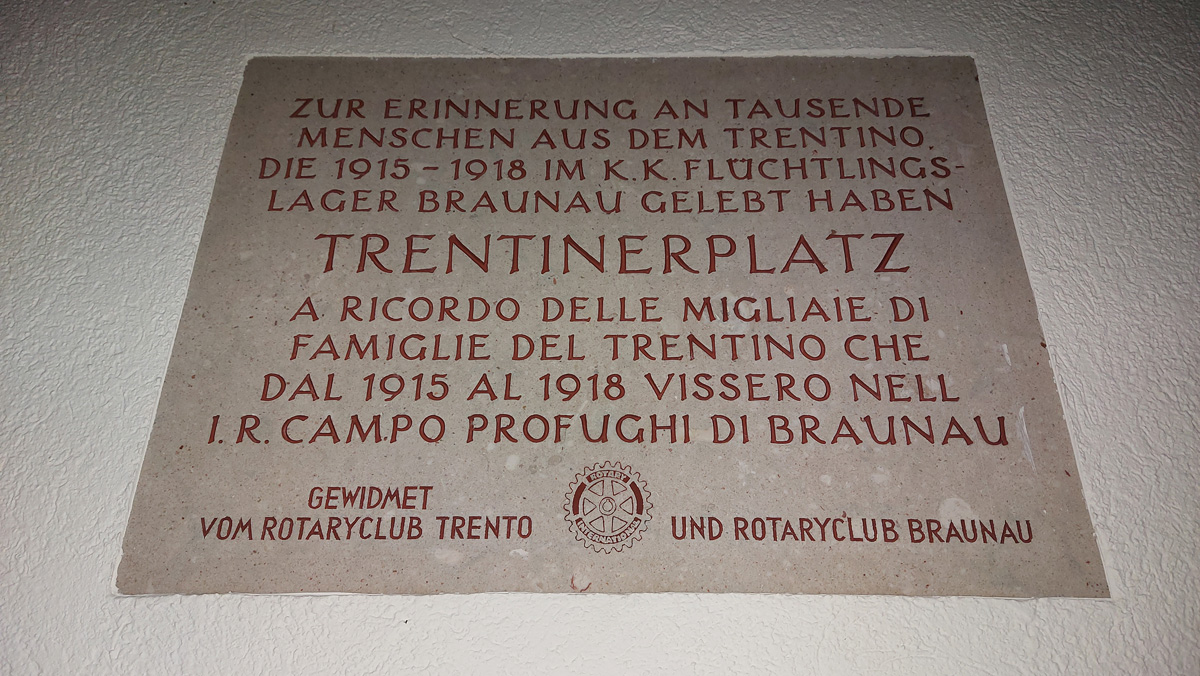 ZUR ERINNERUNG AN TAUSENDE
MENSCHEN AUS DEM TRENTINO,
DIE 1915 - 1918 IM K.K. FLÜCHTLINGS-
LAGER BRAUNAU GELEBT HABEN
TRENTINERPLATZ
A RICORDO DELLE MIGLIAIE DI
FAMIGLIE DEL TRENTINO CHE
DAL 1915 AL 1918 VISSERO NELL
I. R. CAMPO PROFUGHI DI BRAUNAU
GEWIDMET
VOM ROTARYCLUB TRENTO
ROTARY
INTERNATIONAL
UND ROTARYCLUB BRAUNAU